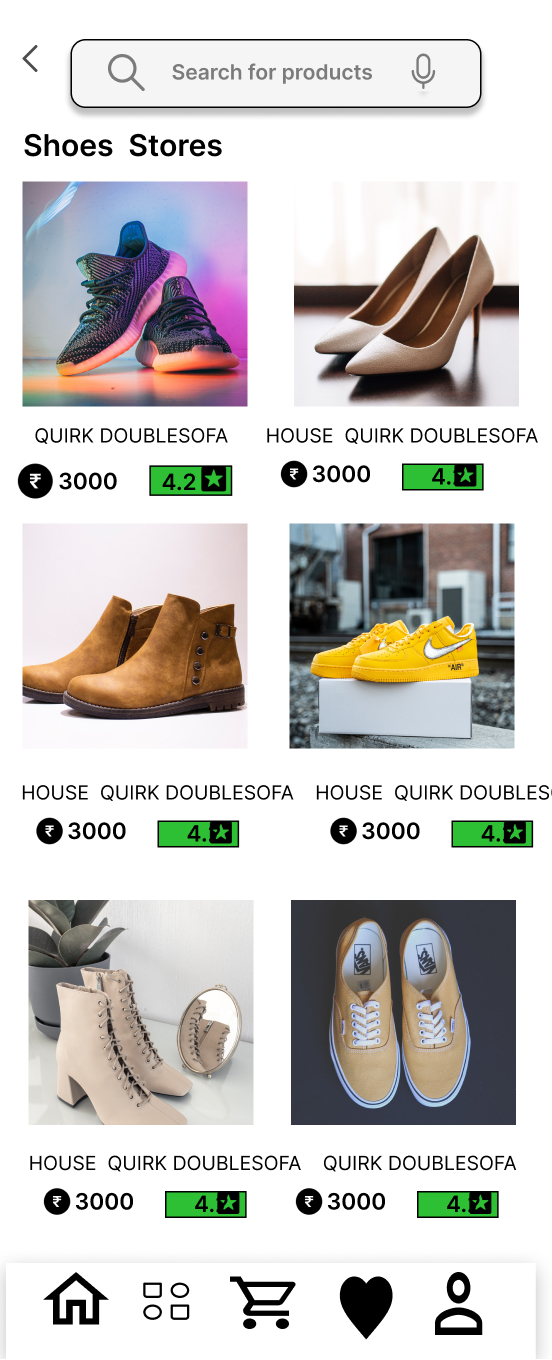 Search for products
Shoes Stores
QUIRK DOUBLESOFA
HOUSE QUIRK DOUBLESOFA
₹ 3000
4.2
₹ 3000
4.
"AIR"
HOUSE QUIRK DOUBLESOFA
HOUSE QUIRK DOUBLES
₹ 3000
4.
₹ 3000
4.
HOUSE QUIRK DOUBLESOFA
QUIRK DOUBLESOFA
₹ 3000
4.
₹ 3000
4.